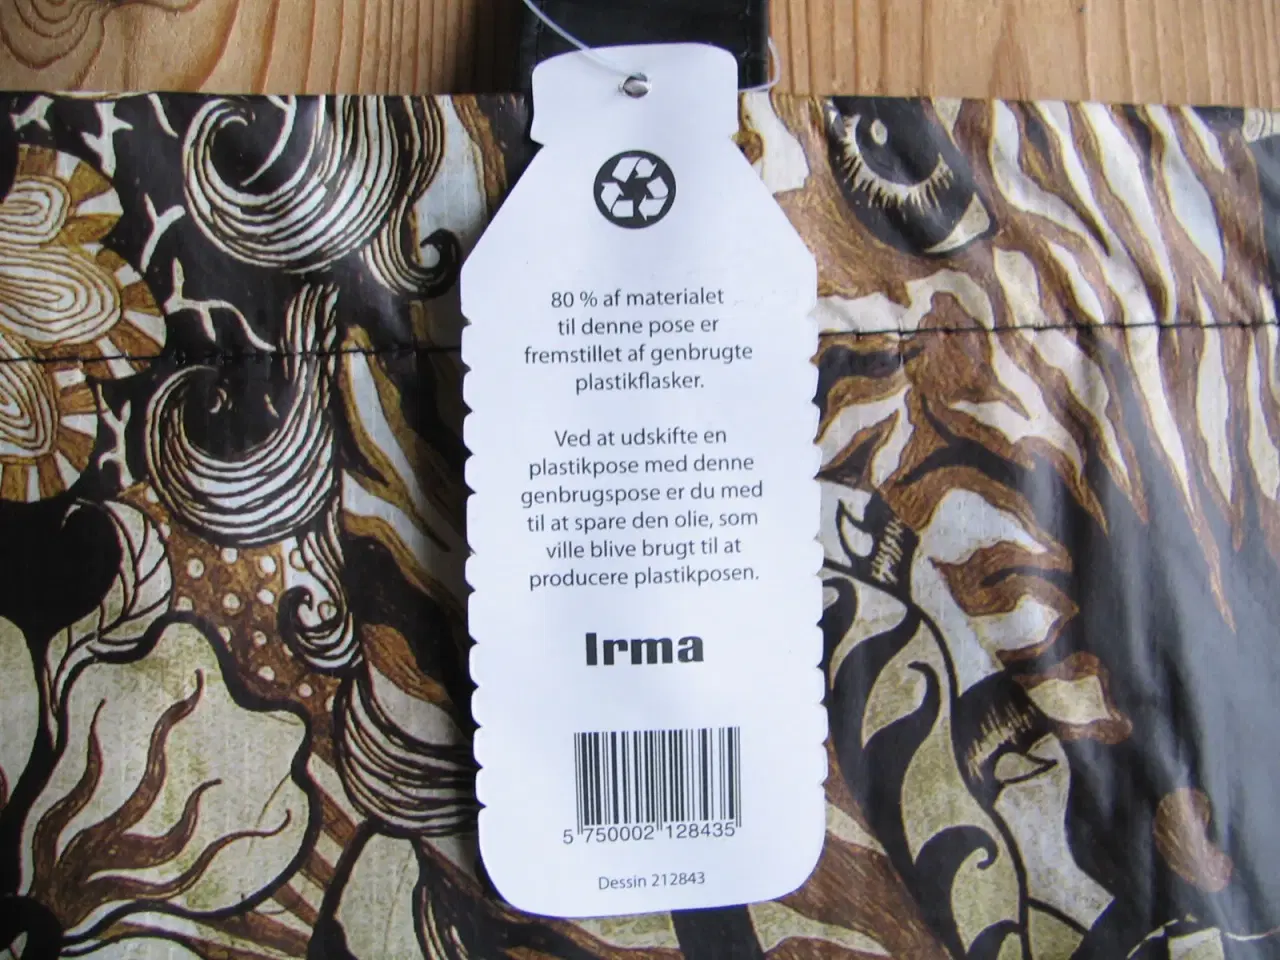 80 % af materialet
til denne pose er
fremstillet af genbrugte
plastikflasker.
Ved at udskifte en
plastikpose med denne
genbrugspose er du med
til at spare den olie, som
ville blive brugt til at
producere plastikposen.
Irma
5 750002 128435
Dessin 212843